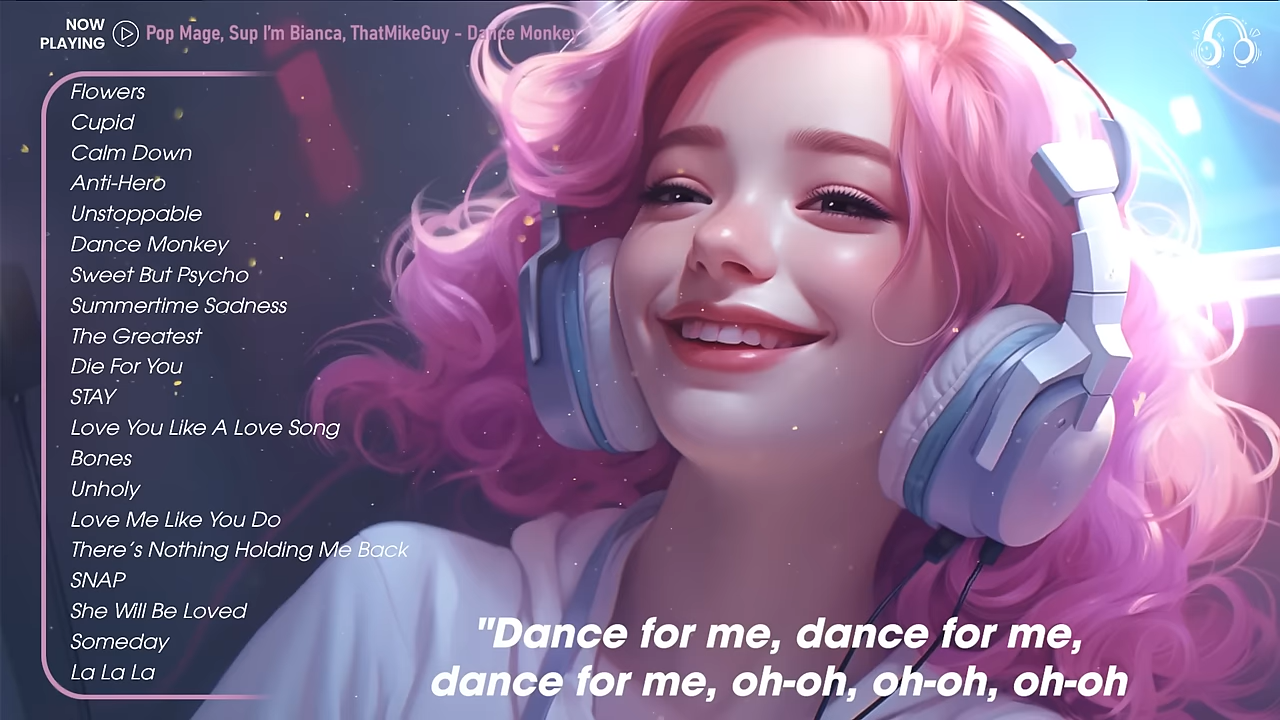 NOW
PLAYING
Pop Mage, Sup I'm Bianca, ThatMikeGuy - Dance Monkey
Flowers
Cupid
Calm Down
Anti-Hero
Unstoppable
Dance Monkey
Sweet But Psycho
Summertime Sadness
The Greatest
Die For You
STAY
Love You Like A Love Song
Bones
Unholy
Love Me Like You Do
There's Nothing Holding Me Back
SNAP
She Will Be Loved
Someday
La La La
"Dance for me, dance for me,
dance for me, oh-oh, oh-oh, oh-oh